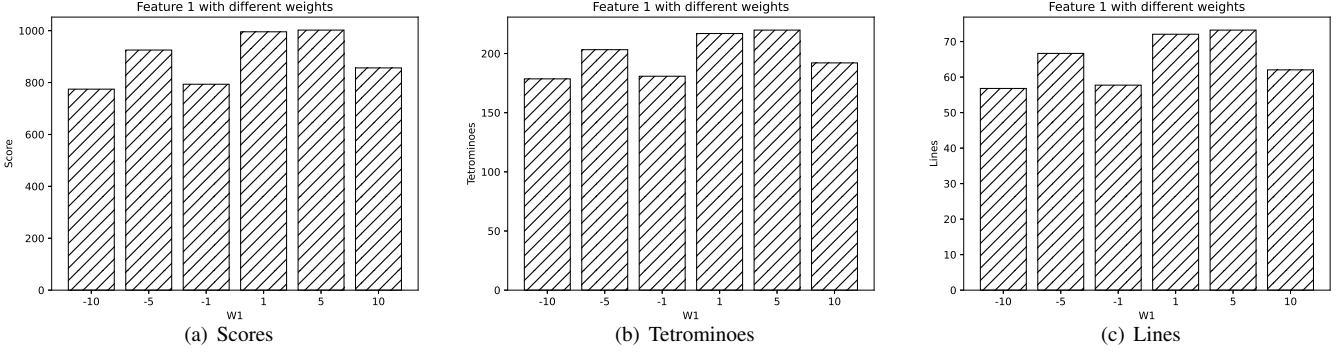 Feature 1 with different weights
1000
800
600
400
200
0
Score
-10 -5 -1 1 5 10
W1
(a) Scores
Feature 1 with different weights
200
150
100
50
0
Tetrominoes
-10 -5 -1 1 5 10
W1
(b) Tetrominoes
Feature 1 with different weights
70
60
50
40
30
20
10
0
Lines
-10 -5 -1 1 5 10
W1
(c) Lines